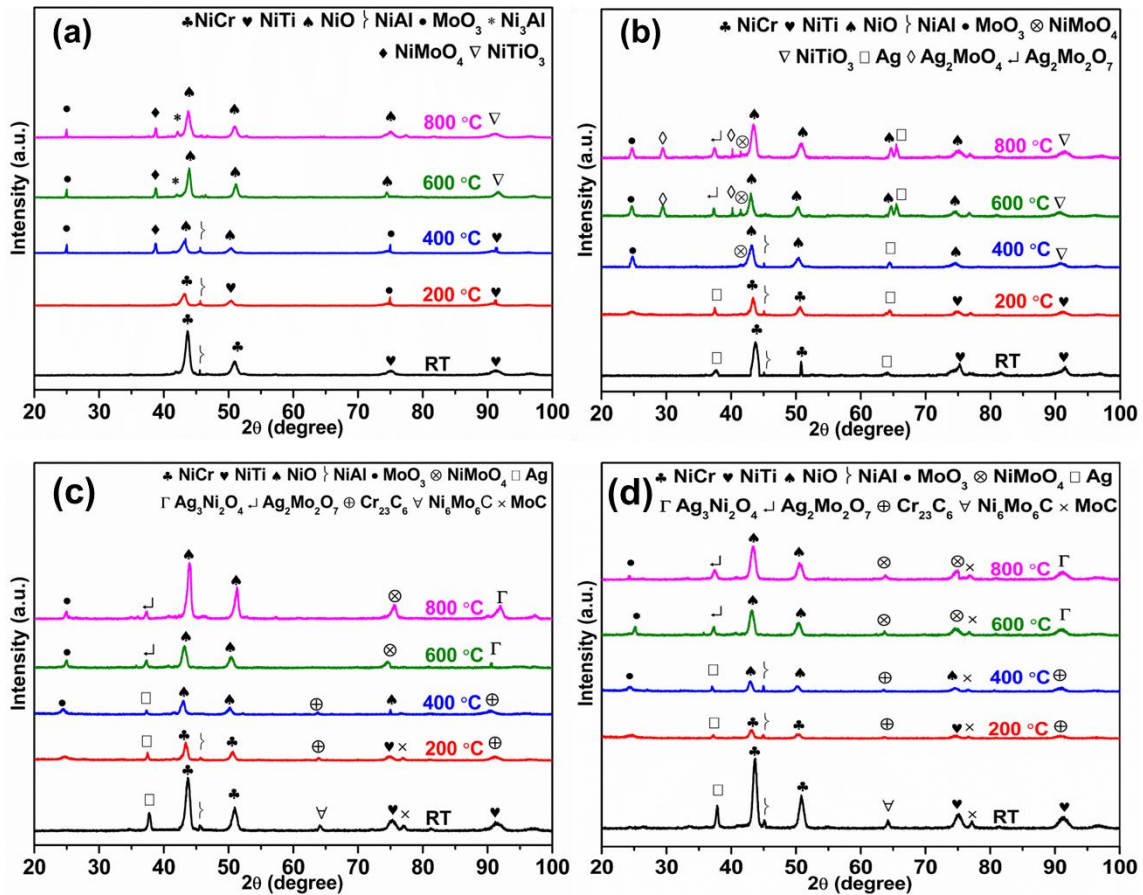 (a) ♣ NiCr ♥ NiTi ♠ NiO } NiAl ● MoO₃ * Ni₃Al
♦ NiMoO₄ ▽ NiTiO₃
800 °C
600 °C
400 °C
200 °C
RT
Intensity (a.u.)
20 30 40 50 60 70 80 90 100
2θ (degree)
(b) ♣ NiCr ♥ NiTi ♠ NiO } NiAl ● MoO₃ ⊗ NiMoO₄
▽ NiTiO₃ □ Ag ◊ Ag₂MoO₄ ↵ Ag₂Mo₂O₇
800 °C
600 °C
400 °C
200 °C
RT
Intensity (a.u.)
20 30 40 50 60 70 80 90 100
2θ (degree)
(c) ♣ NiCr ♥ NiTi ♠ NiO } NiAl ● MoO₃ ⊗ NiMoO₄ □ Ag
Γ Ag₃Ni₂O₄ ↵ Ag₂Mo₂O₇ ⊕ Cr₂₃C₆ ∀ Ni₆Mo₆C × MoC
800 °C
600 °C
400 °C
200 °C
RT
Intensity (a.u.)
20 30 40 50 60 70 80 90 100
2θ (degree)
(d) ♣ NiCr ♥ NiTi ♠ NiO } NiAl ● MoO₃ ⊗ NiMoO₄ □ Ag
Γ Ag₃Ni₂O₄ ↵ Ag₂Mo₂O₇ ⊕ Cr₂₃C₆ ∀ Ni₆Mo₆C × MoC
800 °C
600 °C
400 °C
200 °C
RT
Intensity (a.u.)
20 30 40 50 60 70 80 90 100
2θ (degree)